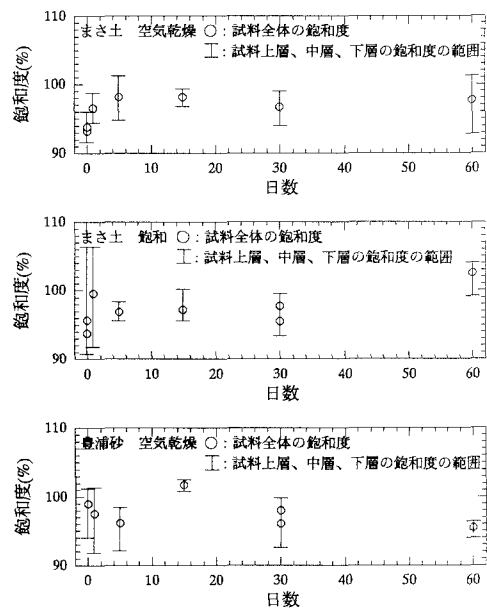 110
まさ土 空気乾燥 ○：試料全体の飽和度
試料上層、中層、下層の飽和度の範囲
飽和度(%)
100
90
0 10 20 30 40 50 60
日数
110
まさ土 飽和 ○：試料全体の飽和度
試料上層、中層、下層の飽和度の範囲
飽和度(%)
100
90
0 10 20 30 40 50 60
日数
110
豊浦砂 空気乾燥 ○：試料全体の飽和度
試料上層、中層、下層の飽和度の範囲
飽和度(%)
100
90
0 10 20 30 40 50 60
日数